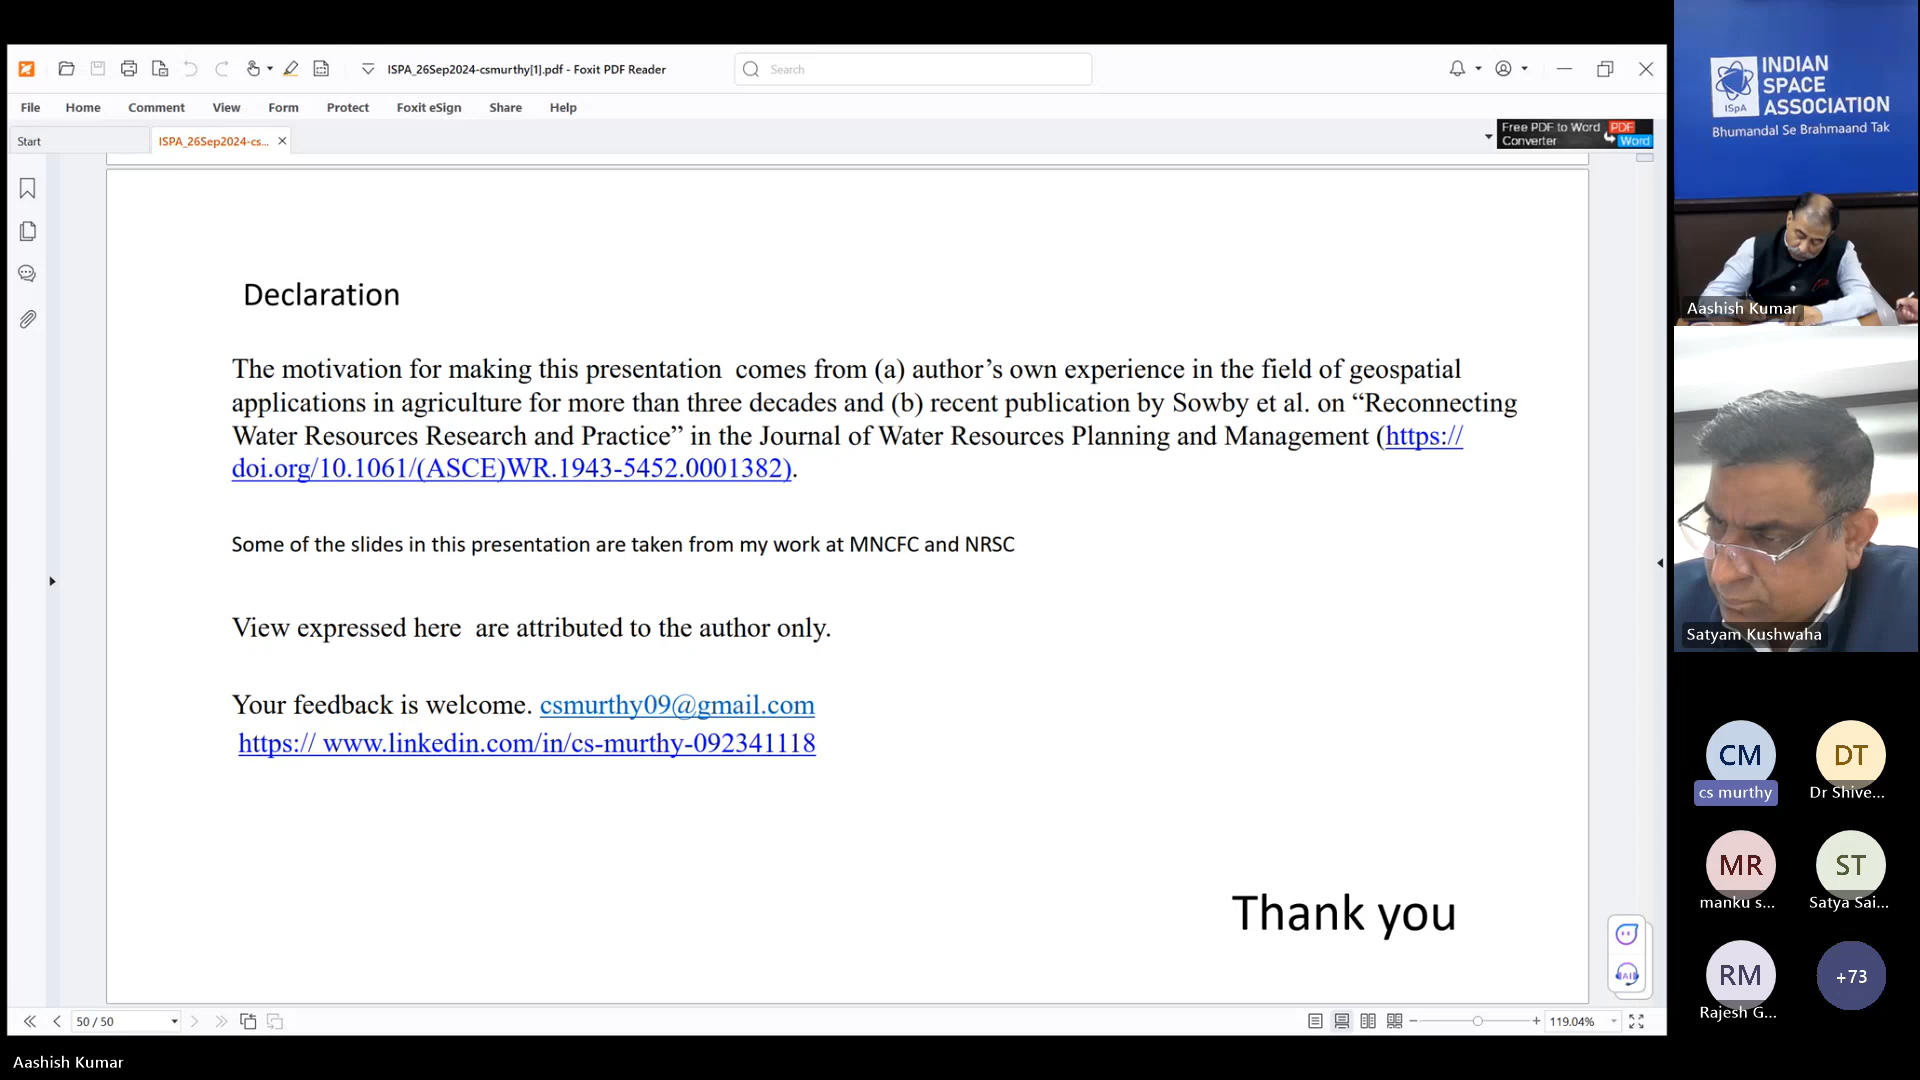 ISPA_26Sep2024-csmurthy[1].pdf - Foxit PDF Reader
Search
File Home Comment View Form Protect Foxit eSign Share Help
Start
ISPA_26Sep2024-cs...
Free PDF to Word
Converter
PDF
Word
Declaration
The motivation for making this presentation comes from (a) author’s own experience in the field of geospatial
applications in agriculture for more than three decades and (b) recent publication by Sowby et al. on “Reconnecting
Water Resources Research and Practice” in the Journal of Water Resources Planning and Management (https://
doi.org/10.1061/(ASCE)WR.1943-5452.0001382).
Some of the slides in this presentation are taken from my work at MNCFC and NRSC
View expressed here are attributed to the author only.
Your feedback is welcome. csmurthy09@gmail.com
https:// www.linkedin.com/in/cs-murthy-092341118
Thank you
50 / 50
119.04%
INDIAN
SPACE
ASSOCIATION
ISpA
Bhumandal Se Brahmaand Tak
Aashish Kumar
Satyam Kushwaha
CM
cs murthy
DT
Dr Shive...
MR
manku s...
ST
Satya Sai...
RM
Rajesh G...
+73
Aashish Kumar